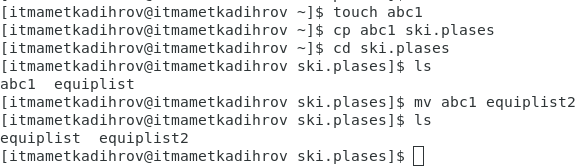 [itmametkadihrov@itmametkadihrov ~]$ touch abc1
[itmametkadihrov@itmametkadihrov ~]$ cp abc1 ski.plases
[itmametkadihrov@itmametkadihrov ~]$ cd ski.plases
[itmametkadihrov@itmametkadihrov ski.plases]$ ls
abc1  equiplist
[itmametkadihrov@itmametkadihrov ski.plases]$ mv abc1 equiplist2
[itmametkadihrov@itmametkadihrov ski.plases]$ ls
equiplist  equiplist2
[itmametkadihrov@itmametkadihrov ski.plases]$